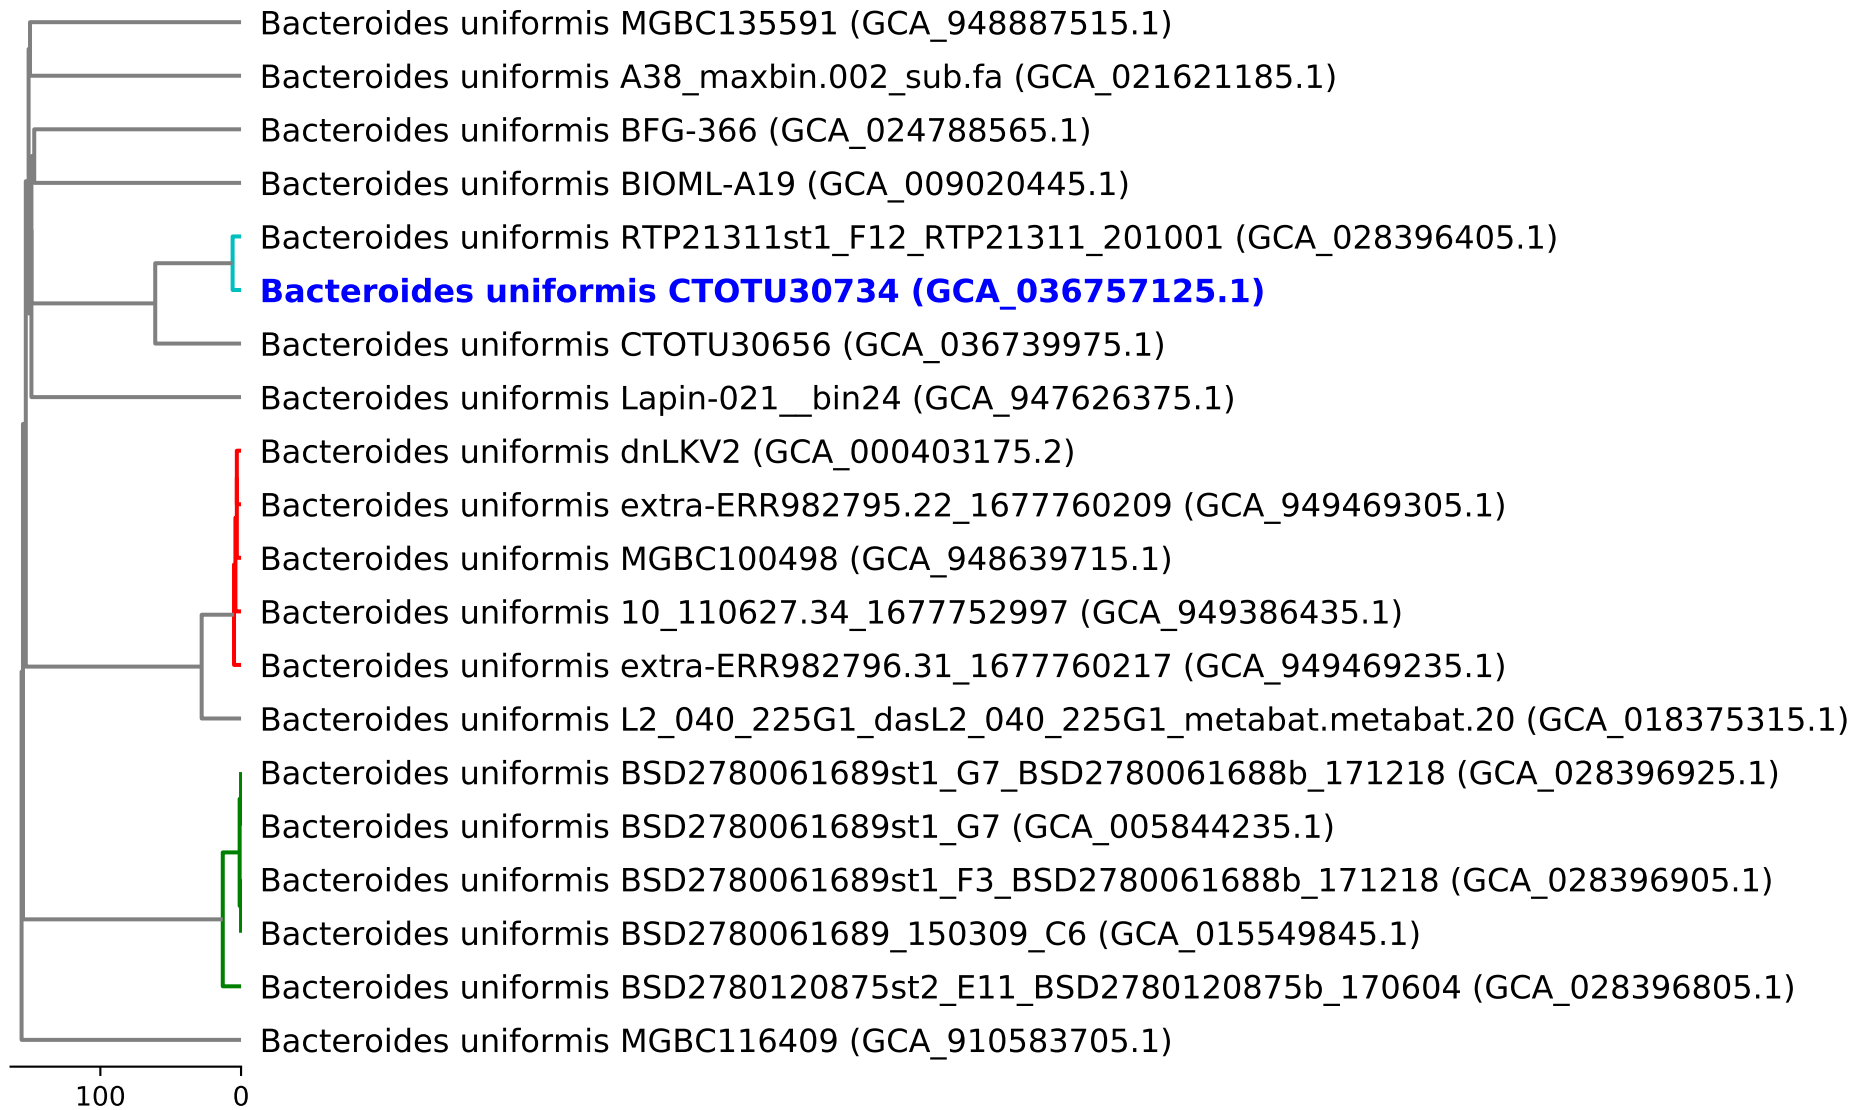 Bacteroides uniformis MGBC135591 (GCA_948887515.1)
Bacteroides uniformis A38_maxbin.002_sub.fa (GCA_021621185.1)
Bacteroides uniformis BFG-366 (GCA_024788565.1)
Bacteroides uniformis BIOML-A19 (GCA_009020445.1)
Bacteroides uniformis RTP21311st1_F12_RTP21311_201001 (GCA_028396405.1)
Bacteroides uniformis CTOTU30734 (GCA_036757125.1)
Bacteroides uniformis CTOTU30656 (GCA_036739975.1)
Bacteroides uniformis Lapin-021__bin24 (GCA_947626375.1)
Bacteroides uniformis dnLKV2 (GCA_000403175.2)
Bacteroides uniformis extra-ERR982795.22_1677760209 (GCA_949469305.1)
Bacteroides uniformis MGBC100498 (GCA_948639715.1)
Bacteroides uniformis 10_110627.34_1677752997 (GCA_949386435.1)
Bacteroides uniformis extra-ERR982796.31_1677760217 (GCA_949469235.1)
Bacteroides uniformis L2_040_225G1_dasL2_040_225G1_metabat.metabat.20 (GCA_018375315.1)
Bacteroides uniformis BSD2780061689st1_G7_BSD2780061688b_171218 (GCA_028396925.1)
Bacteroides uniformis BSD2780061689st1_G7 (GCA_005844235.1)
Bacteroides uniformis BSD2780061689st1_F3_BSD2780061688b_171218 (GCA_028396905.1)
Bacteroides uniformis BSD2780061689_150309_C6 (GCA_015549845.1)
Bacteroides uniformis BSD2780120875st2_E11_BSD2780120875b_170604 (GCA_028396805.1)
Bacteroides uniformis MGBC116409 (GCA_910583705.1)
100 0